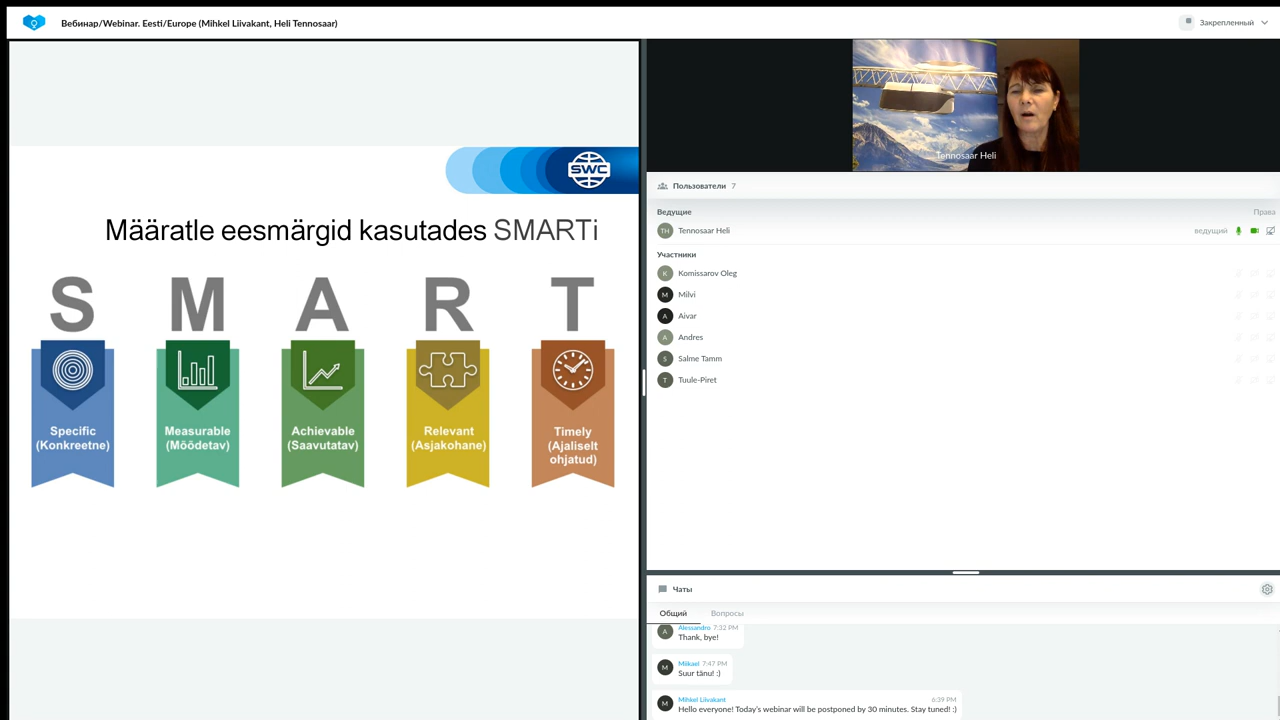 Вебинар/Webinar. Eesti/Europe (Mihkel Liivakant, Heli Tennosaar)
Закрепленный
SWC
Määratle eesmärgid kasutades SMARTi
S M A R T
Specific
(Konkreetne)
Measurable
(Möödetav)
Achievable
(Saavutatav)
Relevant
(Asjakohane)
Timely
(Ajaliselt
ohjatud)
Tennosaar Heli
Пользователи 7
Ведущие Права
TH Tennosaar Heli ведущий
Участники
K Komissarov Oleg
M Milvi
A Aivar
A Andres
S Salme Tamm
T Tuule-Piret
Чаты
Общий Вопросы
A Alessandro 7:32 PM
Thank, bye!
M Miikael 7:47 PM
Suur tänu! :)
M Mihkel Liivakant 6:39 PM
Hello everyone! Today's webinar will be postponed by 30 minutes. Stay tuned! :)